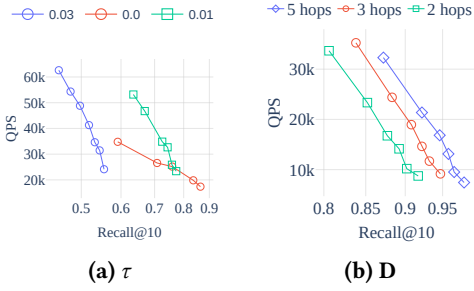 0.03 0.0 0.01
QPS
60k
50k
40k
30k
20k
0.5 0.6 0.7 0.8 0.9
Recall@10
(a) τ
5 hops 3 hops 2 hops
QPS
30k
20k
10k
0.8 0.85 0.9 0.95
Recall@10
(b) D